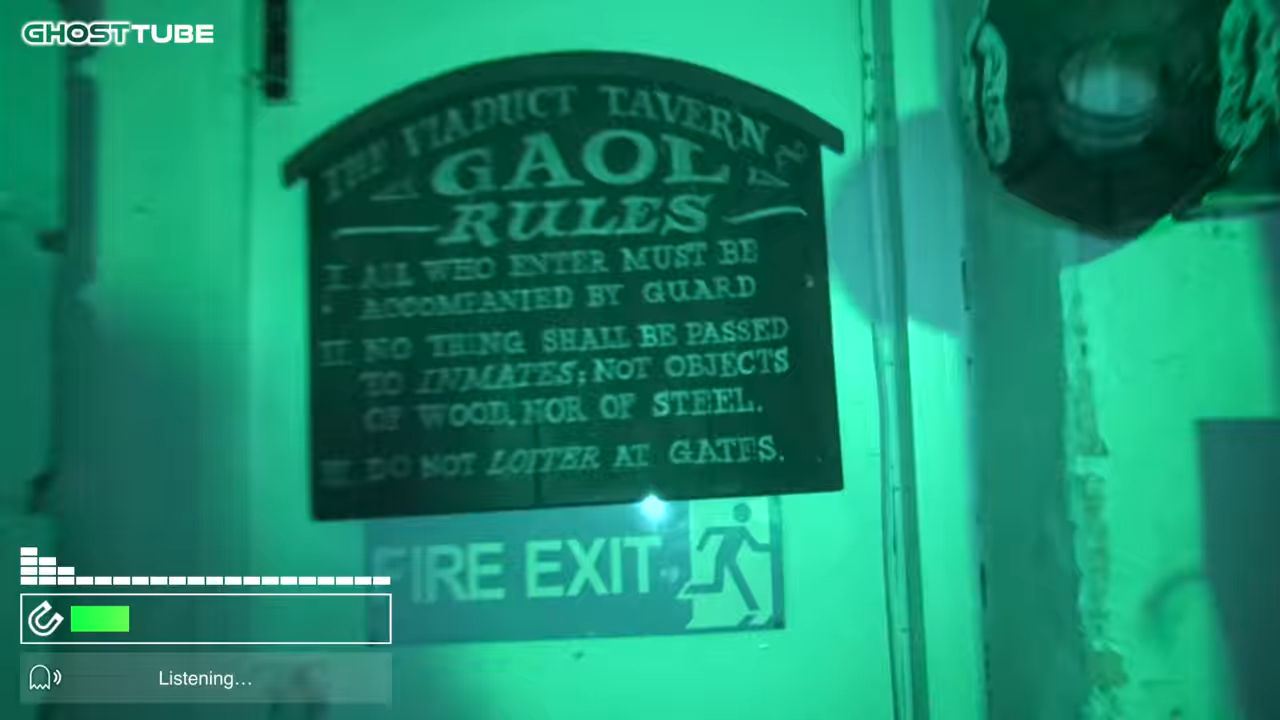 GHOSTTUBE
THE VIADUCT TAVERN
GAOL
RULES
I. ALL WHO ENTER MUST BE
ACCOMPANIED BY GUARD
II. NO THING SHALL BE PASSED
TO INMATES; NOT OBJECTS
OF WOOD, NOR OF STEEL.
III. DO NOT LOITER AT GATES.
FIRE EXIT
Listening...